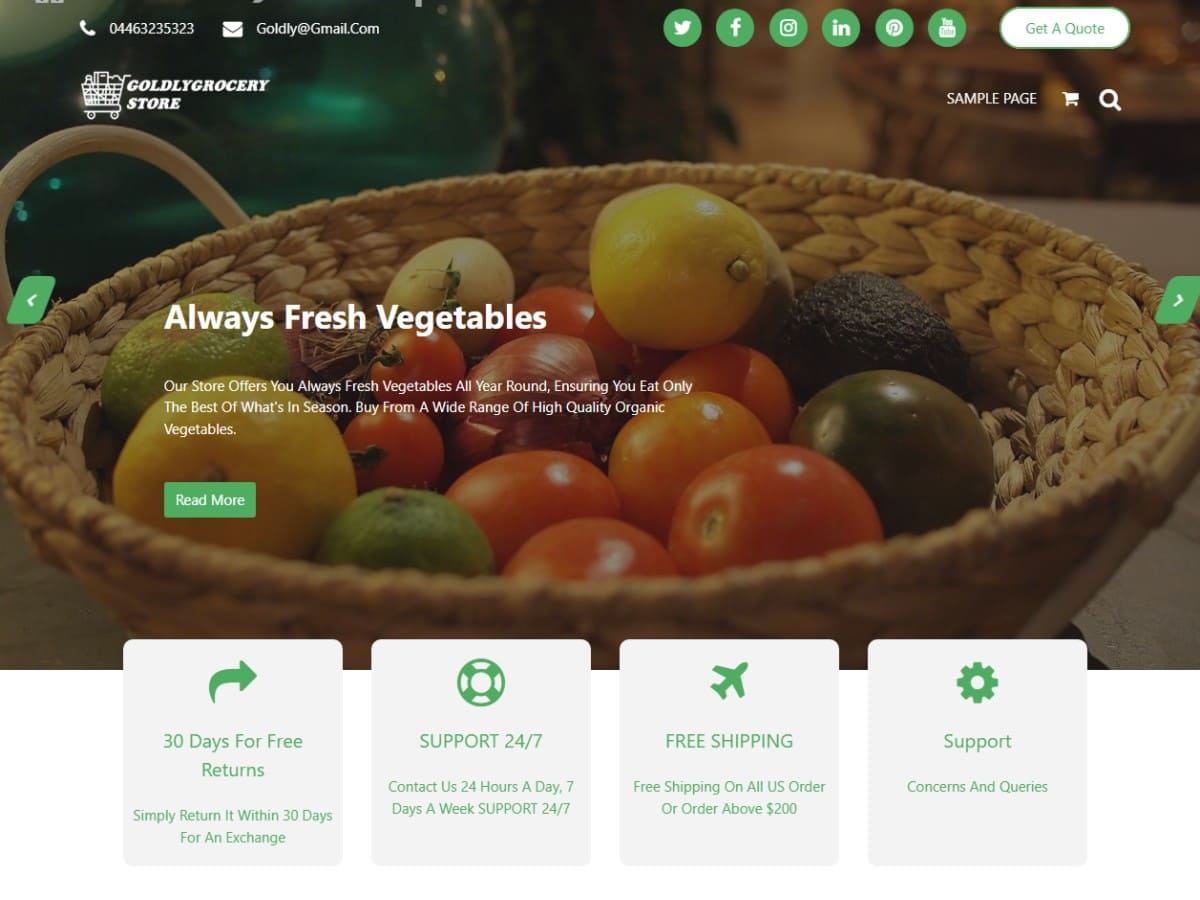 04463235323
Goldly@Gmail.Com
Get A Quote
GOLDLYGROCERY
STORE
SAMPLE PAGE
Always Fresh Vegetables
Our Store Offers You Always Fresh Vegetables All Year Round, Ensuring You Eat Only
The Best Of What's In Season. Buy From A Wide Range Of High Quality Organic
Vegetables.
Read More
30 Days For Free
Returns
Simply Return It Within 30 Days
For An Exchange
SUPPORT 24/7
Contact Us 24 Hours A Day, 7
Days A Week SUPPORT 24/7
FREE SHIPPING
Free Shipping On All US Order
Or Order Above $200
Support
Concerns And Queries